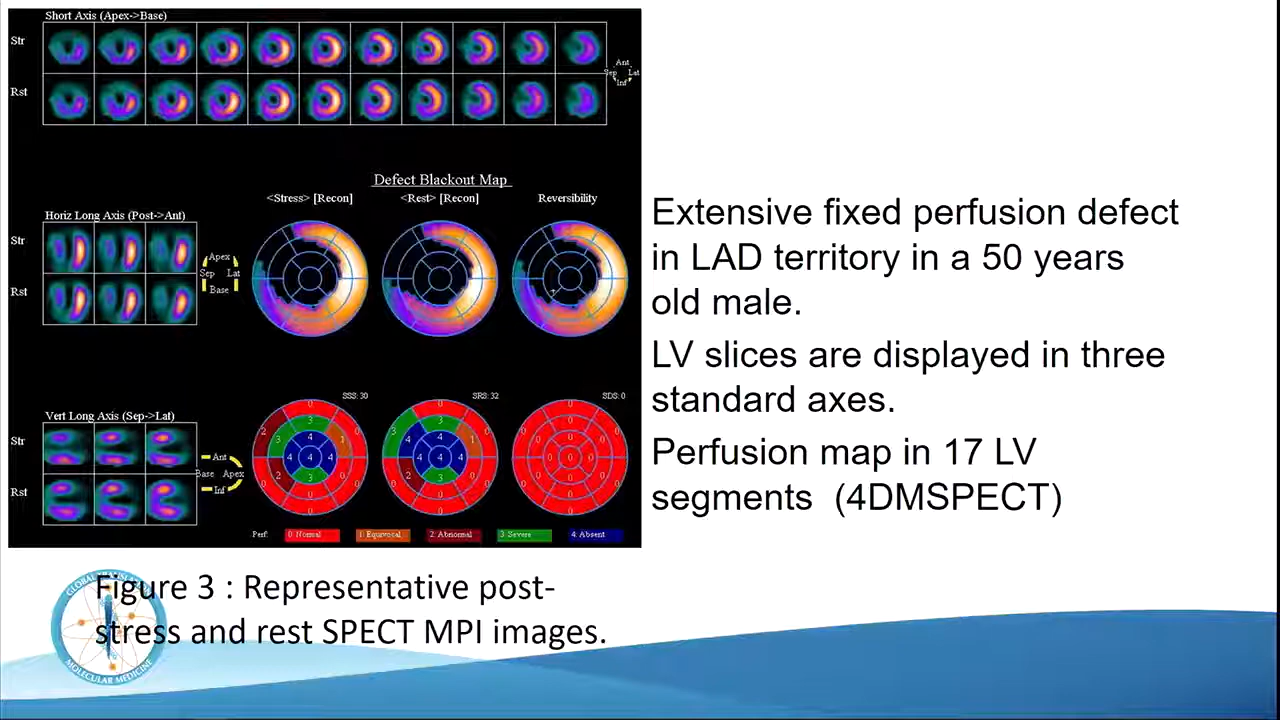 Short Axis (Apex->Base)
Str
Rst
Ant
Sep Lat
Inf
Defect Blackout Map
<Stress> [Recon]
<Rest> [Recon]
Reversibility
Horiz Long Axis (Post->Ant)
Str
Rst
Apex
Sep Lat
Base
SSS: 30
SRS: 32
SDS: 0
Vert Long Axis (Sep->Lat)
Str
Rst
Ant
Base Apex
Inf
Perf:
0: Normal
1: Equivocal
2: Abnormal
3: Severe
4: Absent
Extensive fixed perfusion defect
in LAD territory in a 50 years
old male.
LV slices are displayed in three
standard axes.
Perfusion map in 17 LV
segments (4DMSPECT)
Figure 3 : Representative post-
stress and rest SPECT MPI images.
MOLECULAR MEDICINE